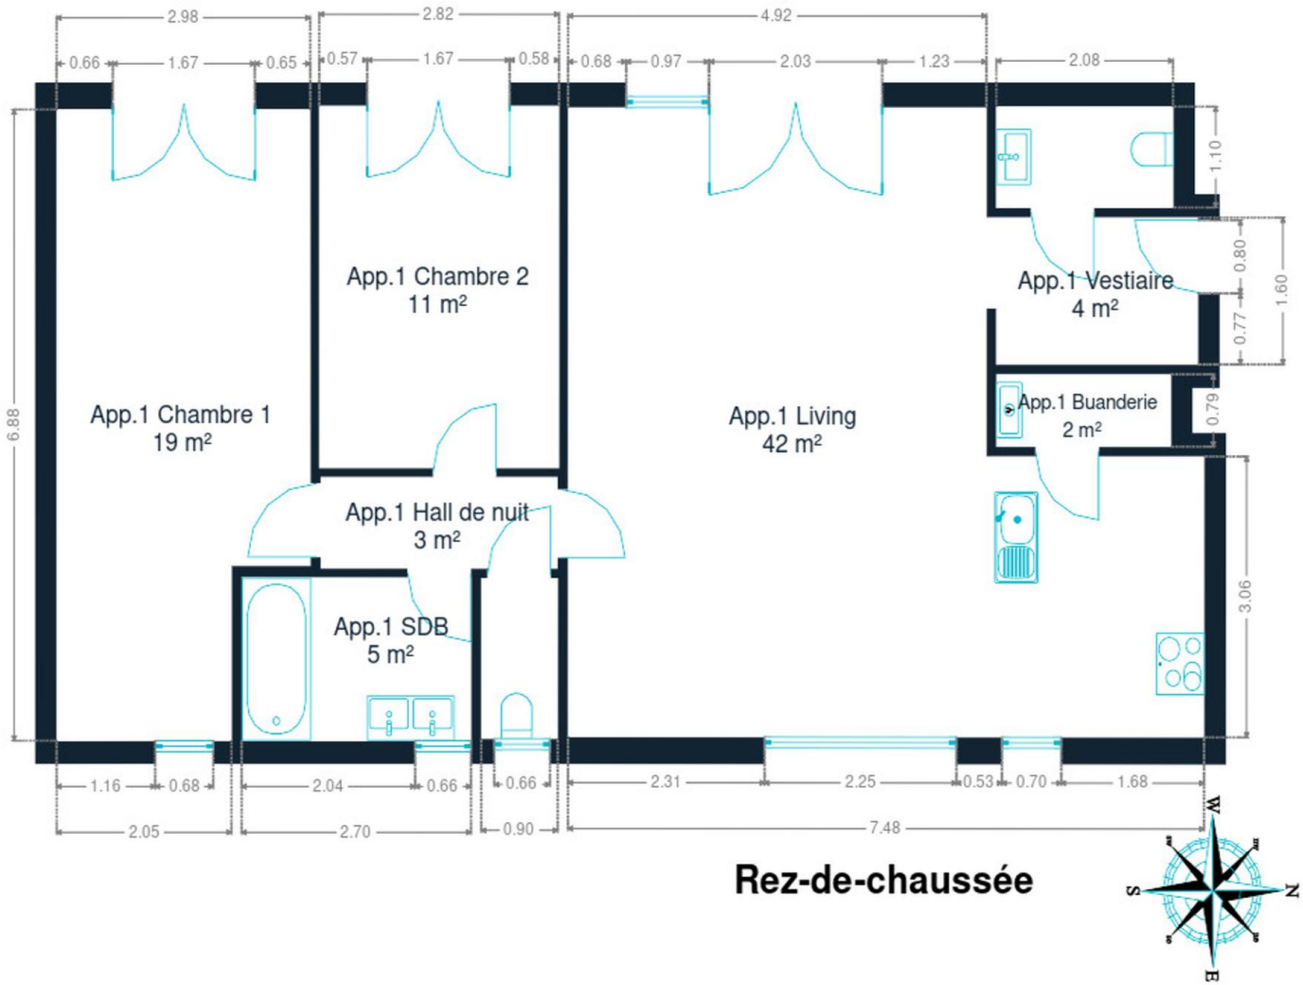 2.98
2.82
4.92
0.66
1.67
0.65
0.57
1.67
0.58
0.68
0.97
2.03
1.23
2.08
1.10
0.80
1.60
0.77
App.1 Chambre 2
11 m²
App.1 Vestiaire
4 m²
6.88
App.1 Chambre 1
19 m²
App.1 Living
42 m²
App.1 Buanderie
2 m²
0.79
App.1 Hall de nuit
3 m²
3.06
App.1 SDB
5 m²
1.16
0.68
2.04
0.66
0.66
2.31
2.25
0.53
0.70
1.68
2.05
2.70
0.90
7.48
Rez-de-chaussée
W
S
N
E